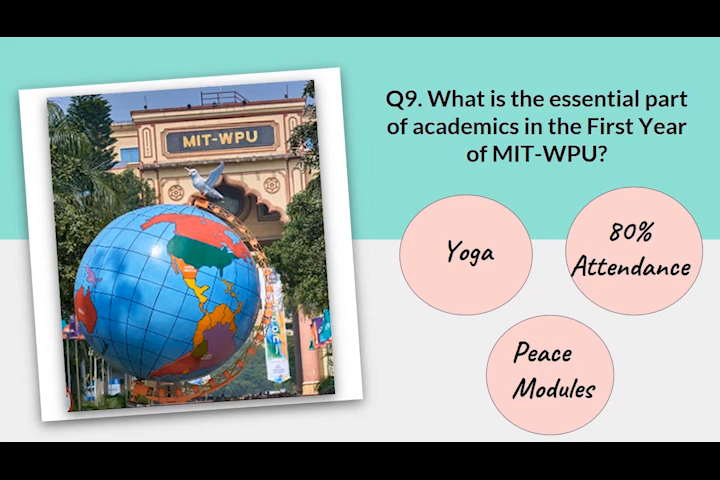 MIT-WPU
Q9. What is the essential part
of academics in the First Year
of MIT-WPU?
Yoga
80%
Attendance
Peace
Modules